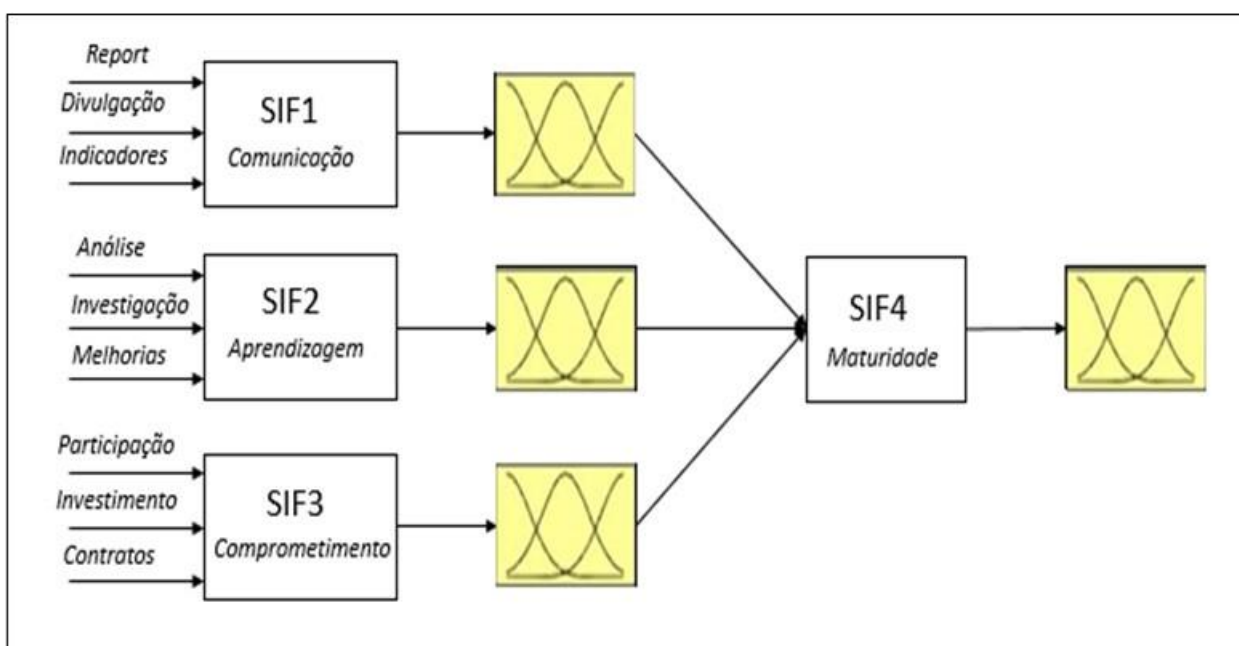 Report
Divulgação
Indicadores
SIF1
Comunicação
Análise
Investigação
Melhorias
SIF2
Aprendizagem
Participação
Investimento
Contratos
SIF3
Comprometimento
SIF4
Maturidade